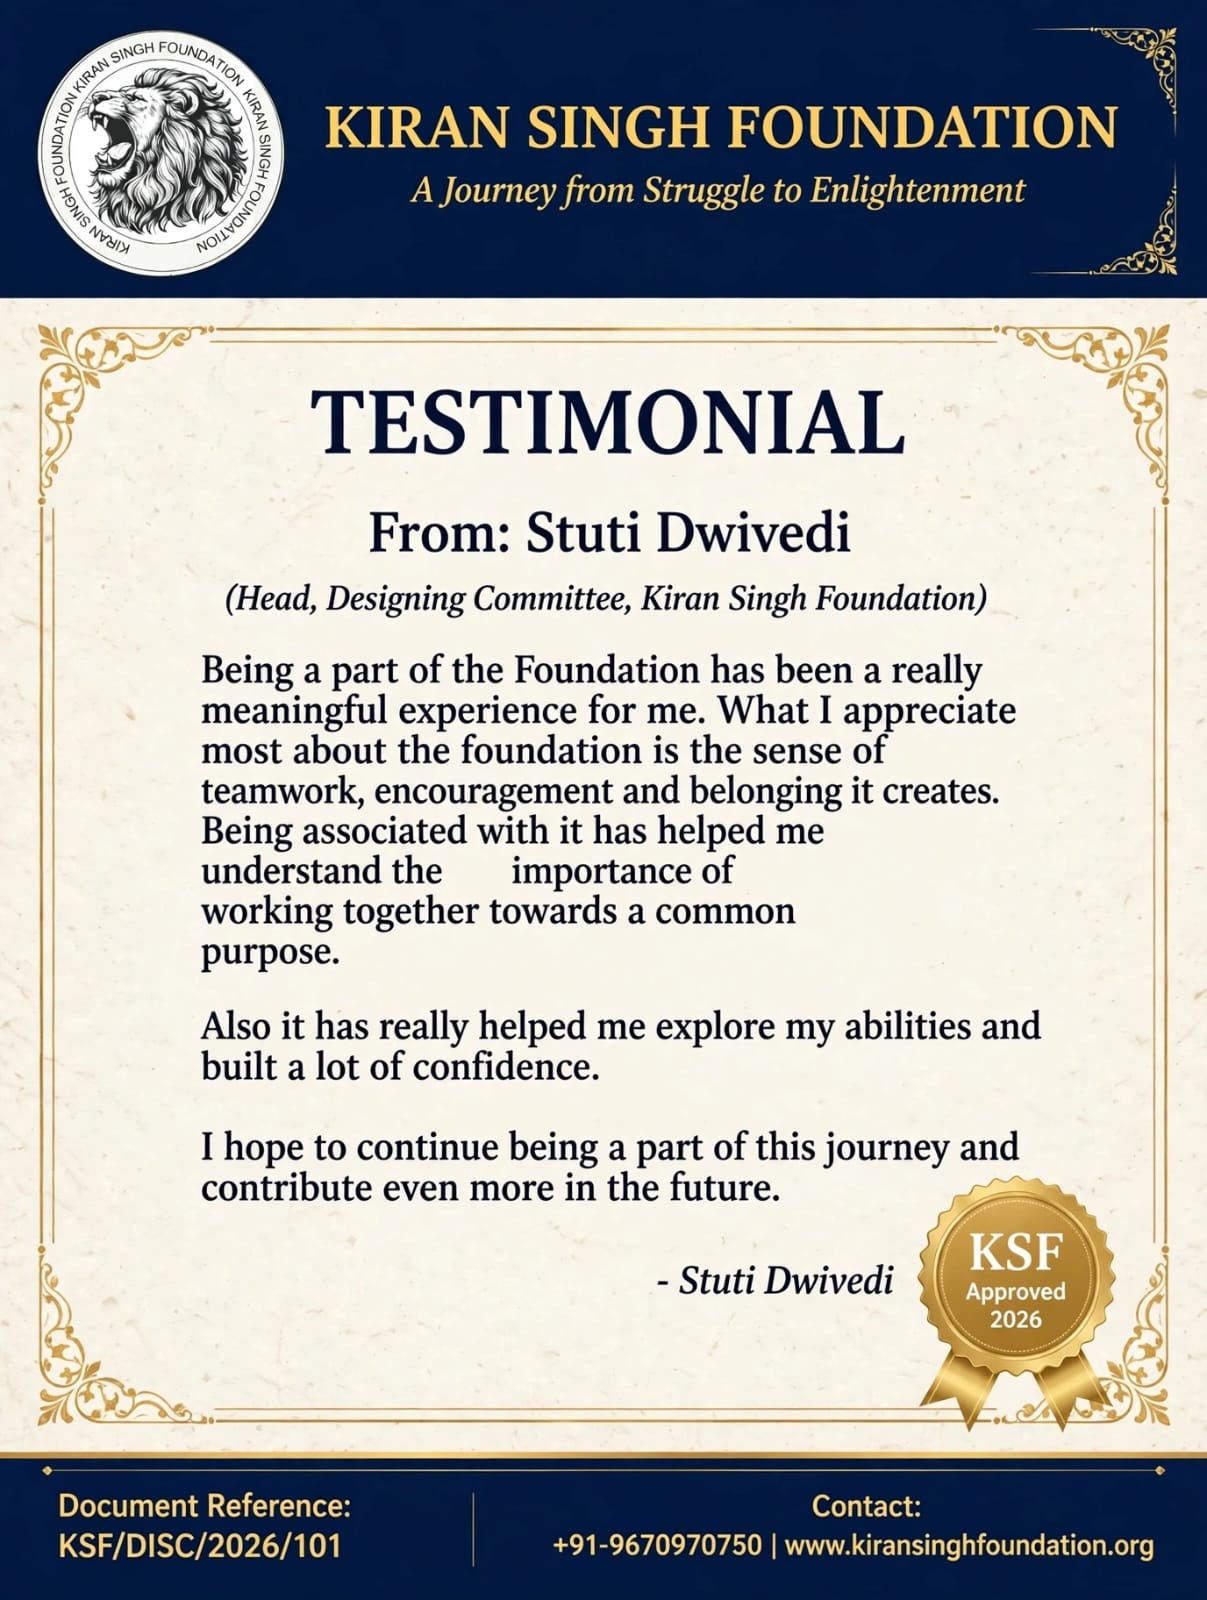 KIRAN SINGH FOUNDATION KIRAN SINGH FOUNDATION KIRAN SINGH FOUNDATION
KIRAN SINGH FOUNDATION
A Journey from Struggle to Enlightenment
TESTIMONIAL
From: Stuti Dwivedi
(Head, Designing Committee, Kiran Singh Foundation)
Being a part of the Foundation has been a really
meaningful experience for me. What I appreciate
most about the foundation is the sense of
teamwork, encouragement and belonging it creates.
Being associated with it has helped me
understand the importance of
working together towards a common
purpose.
Also it has really helped me explore my abilities and
built a lot of confidence.
I hope to continue being a part of this journey and
contribute even more in the future.
- Stuti Dwivedi
KSF
Approved
2026
Document Reference:
KSF/DISC/2026/101
Contact:
+91-9670970750 | www.kiransinghfoundation.org